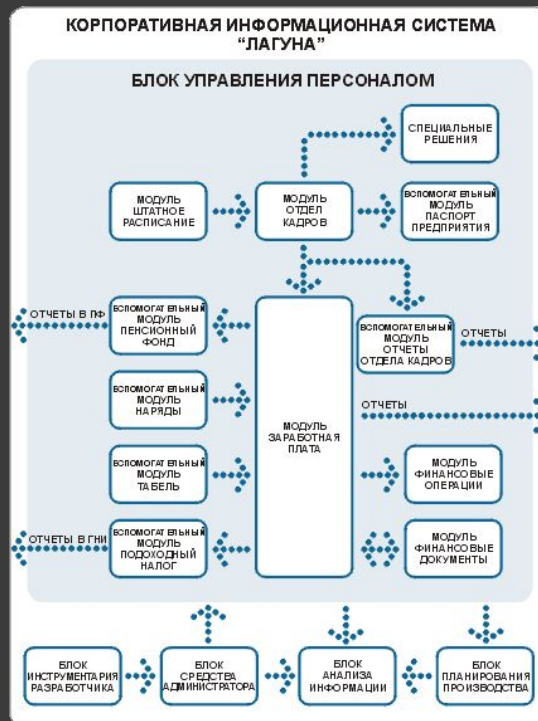 КОРПОРАТИВНАЯ ИНФОРМАЦИОННАЯ СИСТЕМА
“ЛАГУНА”
БЛОК УПРАВЛЕНИЯ ПЕРСОНАЛОМ
СПЕЦИАЛЬНЫЕ
РЕШЕНИЯ
МОДУЛЬ
ШТАТНОЕ
РАСПИСАНИЕ
МОДУЛЬ
ОТДЕЛ
КАДРОВ
ВСПОМОГАТЕЛЬНЫЙ
МОДУЛЬ
ПАСПОРТ
ПРЕДПРИЯТИЯ
ОТЧЕТЫ В ПФ
ВСПОМОГАТЕЛЬНЫЙ
МОДУЛЬ
ПЕНСИОННЫЙ
ФОНД
ВСПОМОГАТЕЛЬНЫЙ
МОДУЛЬ
ОТЧЕТЫ
ОТДЕЛА КАДРОВ
ОТЧЕТЫ
ВСПОМОГАТЕЛЬНЫЙ
МОДУЛЬ
НАРЯДЫ
МОДУЛЬ
ЗАРАБОТНАЯ
ПЛАТА
ОТЧЕТЫ
ВСПОМОГАТЕЛЬНЫЙ
МОДУЛЬ
ТАБЕЛЬ
МОДУЛЬ
ФИНАНСОВЫЕ
ОПЕРАЦИИ
ОТЧЕТЫ В ГНИ
ВСПОМОГАТЕЛЬНЫЙ
МОДУЛЬ
ПОДОХОДНЫЙ
НАЛОГ
МОДУЛЬ
ФИНАНСОВЫЕ
ДОКУМЕНТЫ
БЛОК
ИНСТРУМЕНТАРИЯ
РАЗРАБОТЧИКА
БЛОК
СРЕДСТВА
АДМИНИСТРАТОРА
БЛОК
АНАЛИЗА
ИНФОРМАЦИИ
БЛОК
ПЛАНИРОВАНИЯ
ПРОИЗВОДСТВА